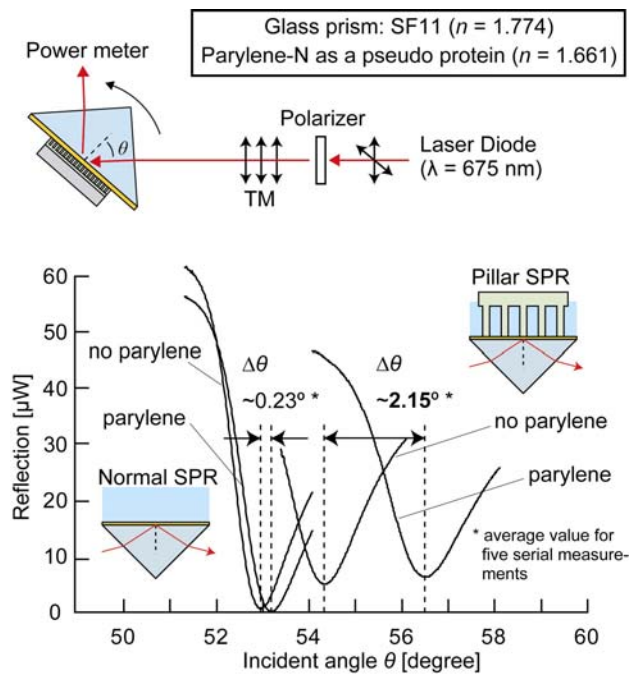 Glass prism: SF11 (n = 1.774)
Parylene-N as a pseudo protein (n = 1.661)
Power meter
θ
Polarizer
Laser Diode
(λ = 675 nm)
TM
Pillar SPR
no parylene
Δθ
~0.23º *
Δθ
~2.15º *
parylene
no parylene
Normal SPR
parylene
* average value for
five serial measure-
ments
Reflection [µW]
60
50
40
30
20
10
0
50
52
54
56
58
60
Incident angle θ [degree]